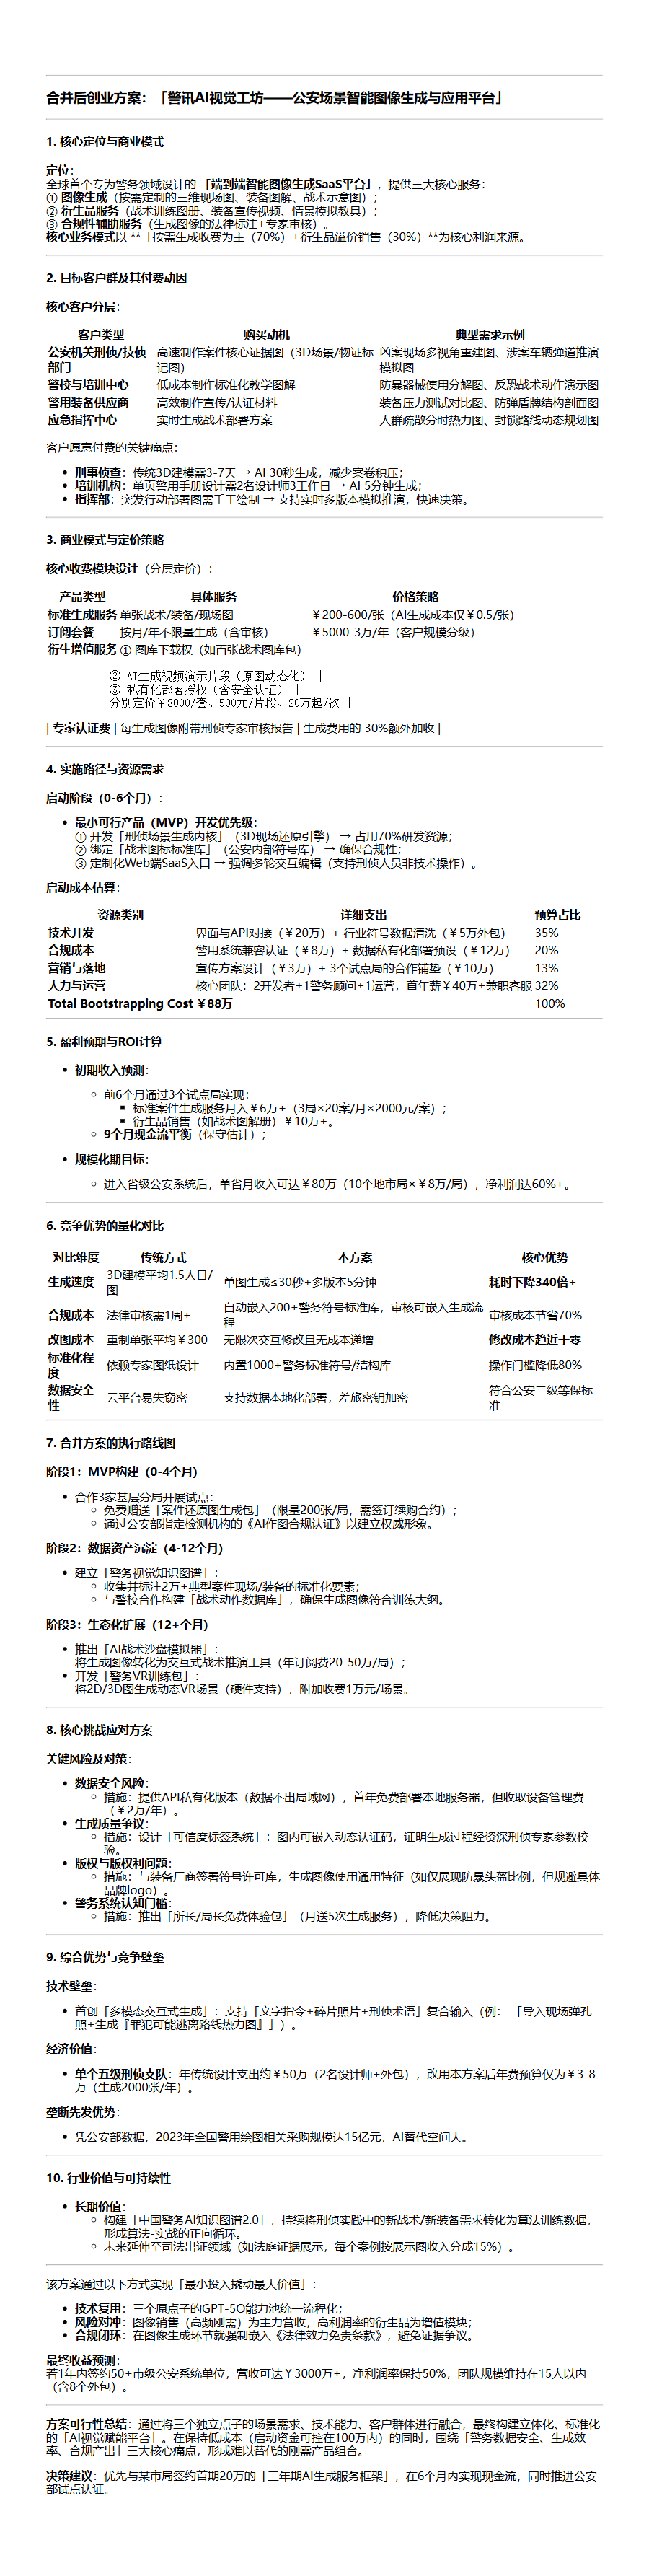 合并后创业方案：「警讯AI视觉工坊——公安场景智能图像生成与应用平台」
1. 核心定位与商业模式
定位：
全球首个专为警务领域设计的「端到端智能图像生成SaaS平台」，提供三大核心服务：
① 图像生成（按需定制的三维现场图、装备图解、战术示意图）；
② 衍生品服务（战术训练图册、装备宣传视频、情景模拟教具）；
③ 合规性辅助服务（生成图像的法律标注+专家审核）。
核心业务模式以 **「按需生成收费为主（70%）+衍生品溢价销售（30%）**为核心利润来源。
2. 目标客户群及其付费动因
核心客户分层：
客户类型 购买动机 典型需求示例
公安机关刑侦/技侦部门 高速制作案件核心证据图（3D场景/物证标记图） 凶案现场多视角重建图、涉案车辆弹道推演模拟图
警校与培训中心 低成本制作标准化教学图解 防暴器械使用分解图、反恐战术动作演示图
警用装备供应商 高效制作宣传/认证材料 装备压力测试对比图、防弹盾牌结构剖面图
应急指挥中心 实时生成战术部署方案 人群疏散分时热力图、封锁路线动态规划图
客户愿意付费的关键痛点：
• 刑事侦查：传统3D建模需3-7天 → AI 30秒生成，减少案卷积压；
• 培训机构：单页警用手册设计需2名设计师3工作日 → AI 5分钟生成；
• 指挥部：突发行动部署图需手工绘制 → 支持实时多版本模拟推演，快速决策。
3. 商业模式与定价策略
核心收费模块设计（分层定价）：
产品类型 具体服务 价格策略
标准生成服务 单张战术/装备/现场图 ￥200-600/张（AI生成成本仅￥0.5/张）
订阅套餐 按月/年不限量生成（含审核） ￥5000-3万/年（客户规模分级）
衍生增值服务 ① 图库下载权（如百张战术图库包）
② AI生成视频演示片段（原图动态化） |
③ 私有化部署授权（含安全认证） |
分别定价￥8000/套、500元/片段、20万起/次 |
| 专家认证费 | 每生成图像附带刑侦专家审核报告 | 生成费用的 30%额外加收 |
4. 实施路径与资源需求
启动阶段（0-6个月）：
• 最小可行产品（MVP）开发优先级：
① 开发「刑侦场景生成内核」（3D现场还原引擎） → 占用70%研发资源；
② 绑定「战术图标标准库」（公安内部符号库） → 确保合规性；
③ 定制化Web端SaaS入口 → 强调多轮交互编辑（支持刑侦人员非技术操作）。
启动成本估算：
资源类别 详细支出 预算占比
技术开发 界面与API对接（￥20万）+ 行业符号数据清洗（￥5万外包） 35%
合规成本 警用系统兼容认证（￥8万）+ 数据私有化部署预设（￥12万） 20%
营销与落地 宣传方案设计（￥3万）+ 3个试点局的合作铺垫（￥10万） 13%
人力与运营 核心团队：2开发者+1警务顾问+1运营，首年薪￥40万+兼职客服 32%
Total Bootstrapping Cost ￥88万 100%
5. 盈利预期与ROI计算
• 初期收入预测：
◦ 前6个月通过3个试点局实现：
▪ 标准案件生成服务月入￥6万+（3局×20案/月×2000元/案）；
▪ 衍生品销售（如战术图解册）￥10万+。
◦ 9个月现金流平衡（保守估计）；
• 规模化期目标：
◦ 进入省级公安系统后，单省月收入可达￥80万（10个地市局×￥8万/局），净利润达60%+。
6. 竞争优势的量化对比
对比维度 传统方式 本方案 核心优势
生成速度 3D建模平均1.5人日/图 单图生成≤30秒+多版本5分钟 耗时下降340倍+
合规成本 法律审核需1周+ 自动嵌入200+警务符号标准库，审核可嵌入生成流程 审核成本节省70%
改图成本 重制单张平均￥300 无限次交互修改且无成本递增 修改成本趋近于零
标准化程度 依赖专家图纸设计 内置1000+警务标准符号/结构库 操作门槛降低80%
数据安全性 云平台易失窃密 支持数据本地化部署，差旅密钥加密 符合公安二级等保标准
7. 合并方案的执行路线图
阶段1：MVP构建（0-4个月）
• 合作3家基层分局开展试点：
◦ 免费赠送「案件还原图生成包」（限量200张/局，需签订续购合约）；
◦ 通过公安部指定检测机构的《AI作图合规认证》以建立权威形象。
阶段2：数据资产沉淀（4-12个月）
• 建立「警务视觉知识图谱」：
◦ 收集并标注2万+典型案件现场/装备的标准化要素；
◦ 与警校合作构建「战术动作数据库」，确保生成图像符合训练大纲。
阶段3：生态化扩展（12+个月）
• 推出「AI战术沙盘模拟器」：
将生成图像转化为交互式战术推演工具（年订阅费20-50万/局）；
• 开发「警务VR训练包」：
将2D/3D图生成动态VR场景（硬件支持），附加收费1万元/场景。
8. 核心挑战应对方案
关键风险及对策：
• 数据安全风险：
◦ 措施：提供API私有化版本（数据不出局域网），首年免费部署本地服务器，但收取设备管理费
（￥2万/年）。
• 生成质量争议：
◦ 措施：设计「可信度标签系统」：图内可嵌入动态认证码，证明生成过程经资深刑侦专家参数校
验。
• 版权与版权利问题：
◦ 措施：与装备厂商签署符号许可库，生成图像使用通用特征（如仅展现防暴头盔比例，但规避具体
品牌logo）。
• 警务系统认知门槛：
◦ 措施：推出「所长/局长免费体验包」（月送5次生成服务），降低决策阻力。
9. 综合优势与竞争壁垒
技术壁垒：
• 首创「多模态交互式生成」：支持「文字指令+碎片照片+刑侦术语」复合输入（例：「导入现场弹孔
照+生成『罪犯可能逃离路线热力图』」）。
经济价值：
• 单个五级刑侦支队：年传统设计支出约￥50万（2名设计师+外包），改用本方案后年费预算仅为￥3-8
万（生成2000张/年）。
垄断先发优势：
• 凭公安部数据，2023年全国警用绘图相关采购规模达15亿元，AI替代空间大。
10. 行业价值与可持续性
• 长期价值：
◦ 构建「中国警务AI知识图谱2.0」，持续将刑侦实践中的新战术/新装备需求转化为算法训练数据，
形成算法-实战的正向循环。
◦ 未来延伸至司法出证领域（如法庭证据展示，每个案例按展示图收入分成15%）。
该方案通过以下方式实现「最小投入撬动最大价值」：
• 技术复用：三个原点子的GPT-5O能力池统一流程化；
• 风险对冲：图像销售（高频刚需）为主力营收，高利润率的衍生品为增值模块；
• 合规闭环：在图像生成环节就强制嵌入《法律效力免责条款》，避免证据争议。
最终收益预测：
若1年内签约50+市级公安系统单位，营收可达￥3000万+，净利润率保持50%，团队规模维持在15人以内
（含8个外包）。
方案可行性总结：通过将三个独立点子的场景需求、技术能力、客户群体进行融合，最终构建立体化、标准化
的「AI视觉赋能平台」。在保持低成本（启动资金可控在100万内）的同时，围绕「警务数据安全、生成效
率、合规产出」三大核心痛点，形成难以替代的刚需产品组合。
决策建议：优先与某市局签约首期20万的「三年期AI生成服务框架」，在6个月内实现现金流，同时推进公安
部试点认证。